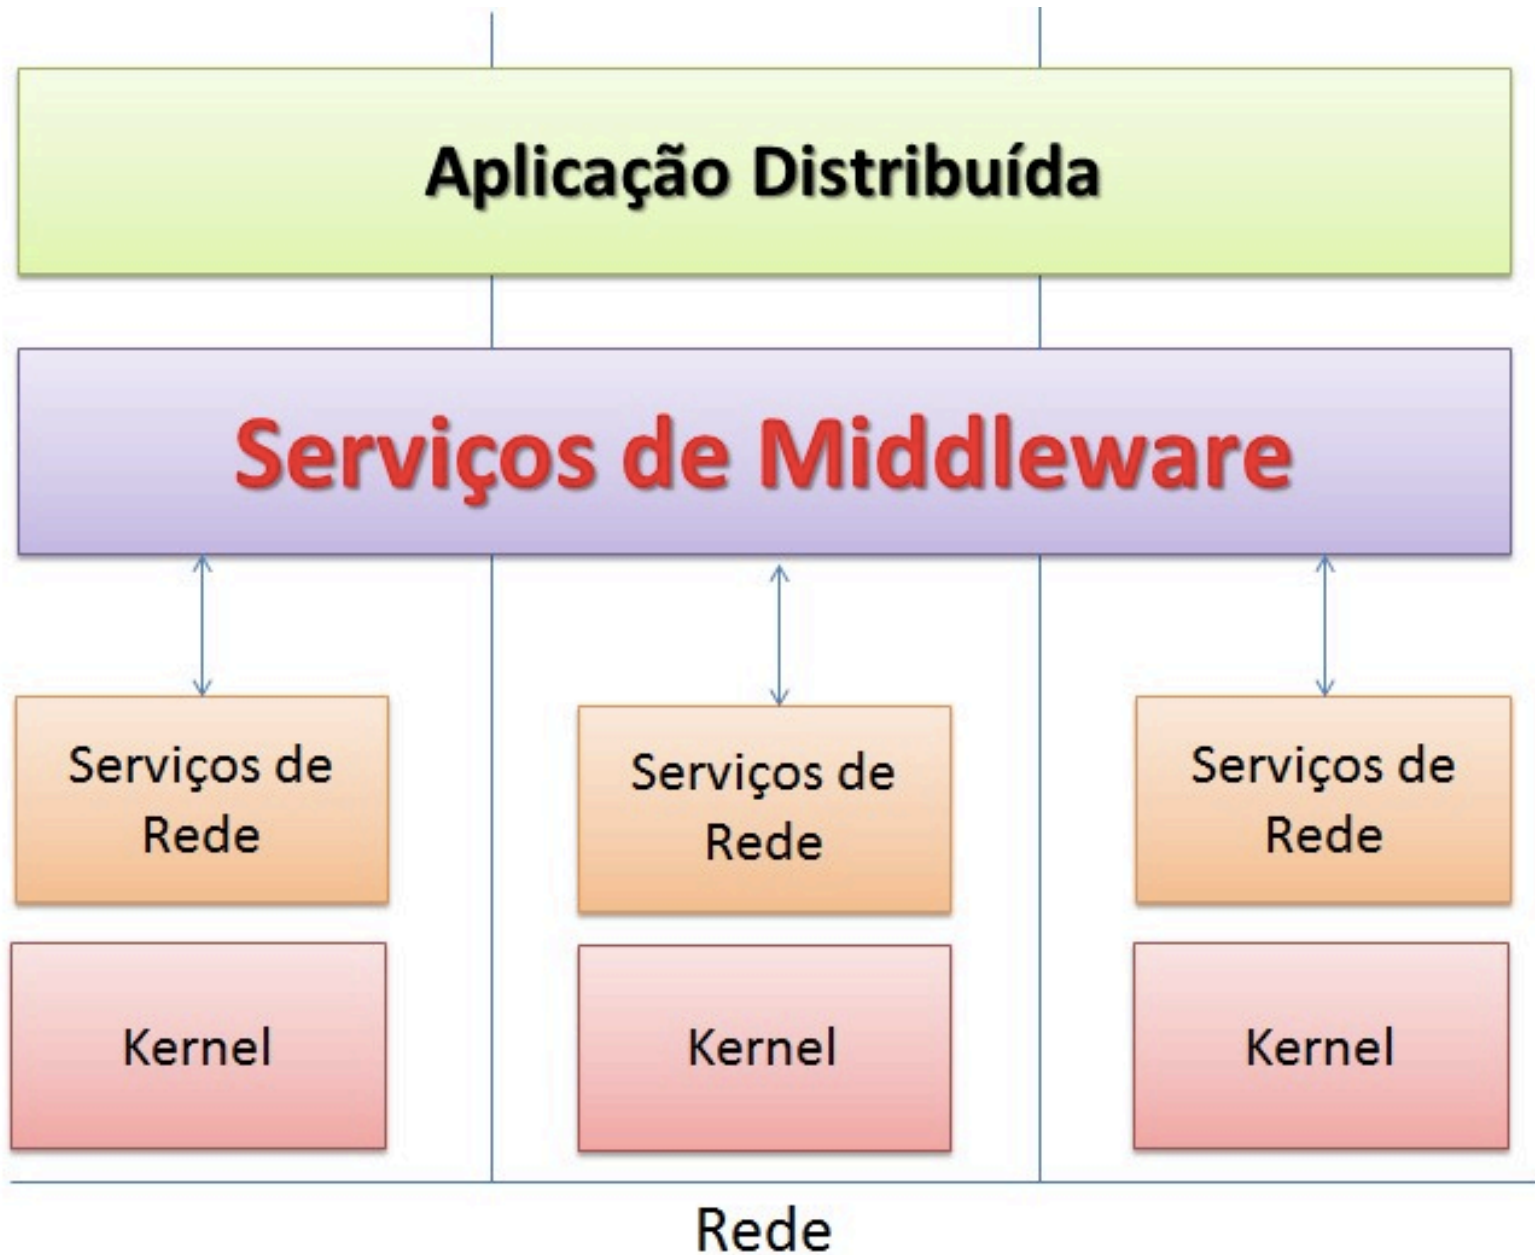 Aplicação Distribuída
Serviços de Middleware
Serviços de
Rede
Serviços de
Rede
Serviços de
Rede
Kernel
Kernel
Kernel
Rede